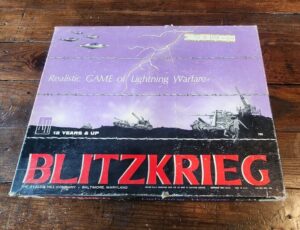 Realistic GAME of Lightning Warfare
12 YEARS & UP
BLITZKRIEG
THE AVALON HILL COMPANY • BALTIMORE, MARYLAND